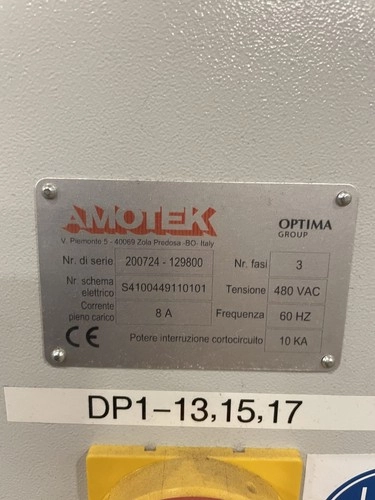 AMOTEK
OPTIMA
GROUP
V. Piemonte 5 - 40069 Zola Predosa -BO- Italy
Nr. di serie 200724 - 129800 Nr. fasi 3
Nr. schema
elettrico S4100449110101 Tensione 480 VAC
Corrente
pieno carico 8 A Frequenza 60 HZ
CE Potere interruzione cortocircuito 10 KA
DP1-13,15,17